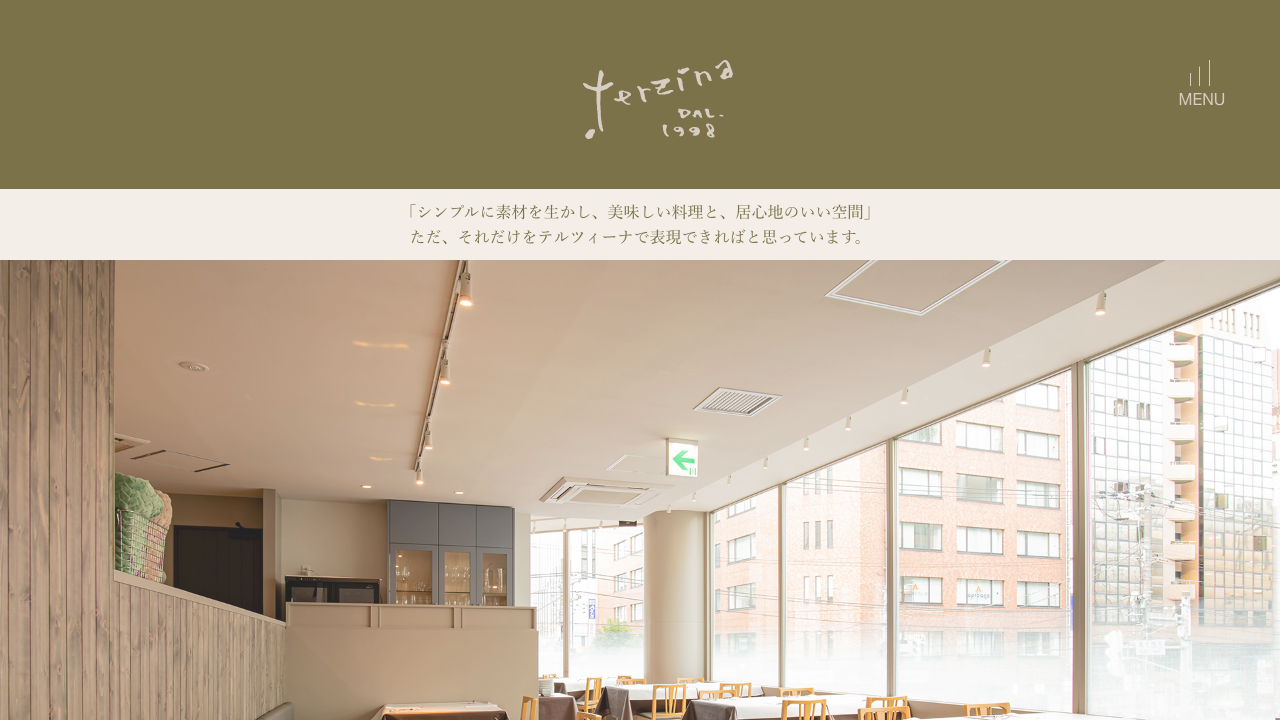 terzina
DAL.
1998
MENU
「シンプルに素材を生かし、美味しい料理と、居心地のいい空間」
ただ、それだけをテルツィーナで表現できればと思っています。